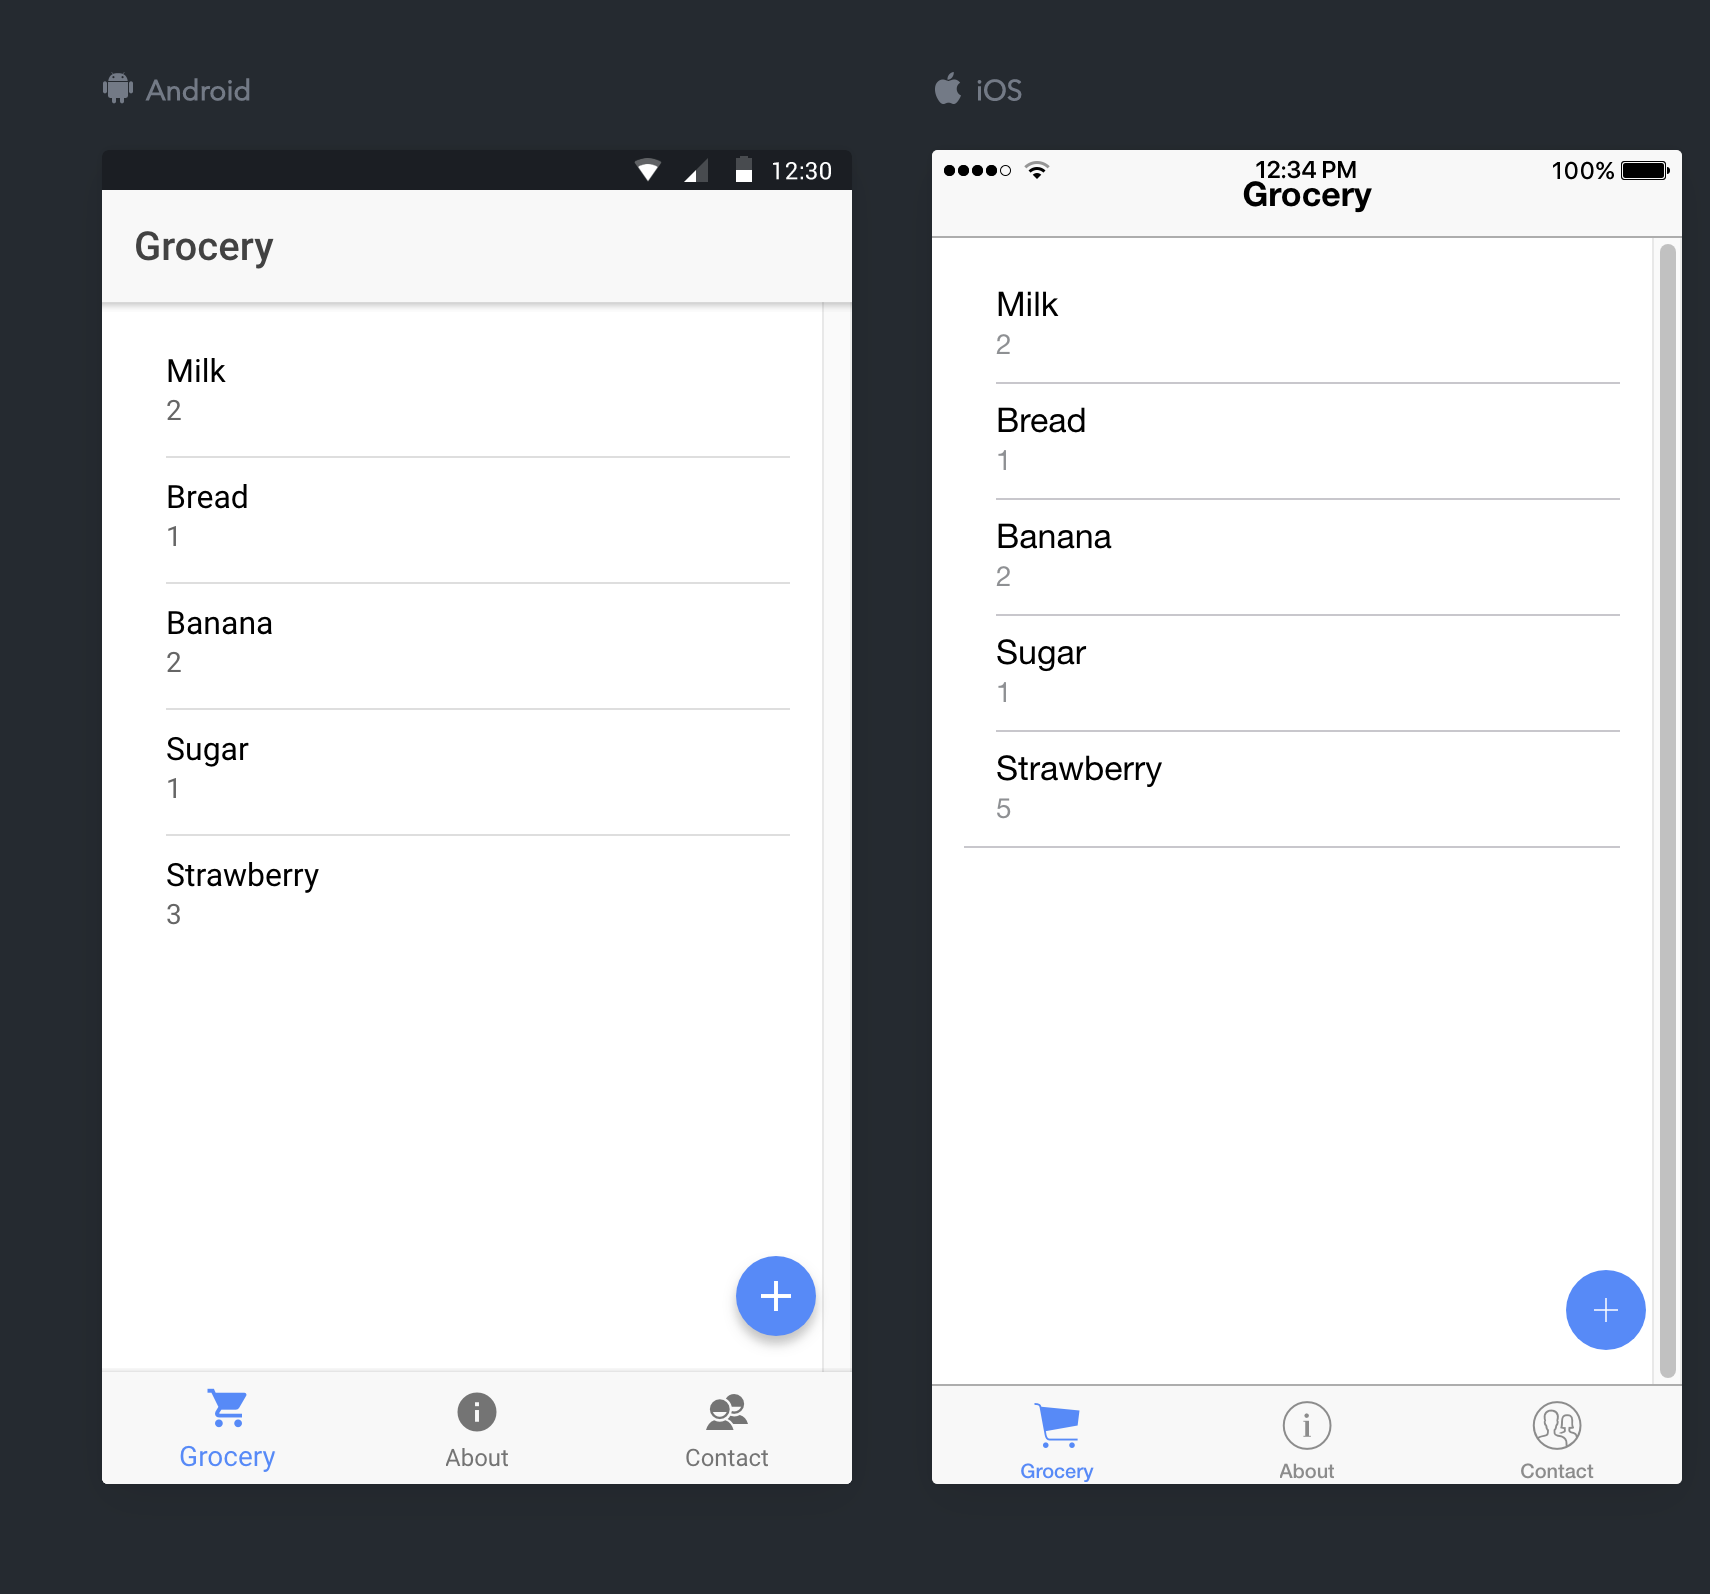 Android
12:30
Grocery
Milk
2
Bread
1
Banana
2
Sugar
1
Strawberry
3
Grocery
About
Contact
iOS
12:34 PM
100%
Grocery
Milk
2
Bread
1
Banana
2
Sugar
1
Strawberry
5
Grocery
About
Contact